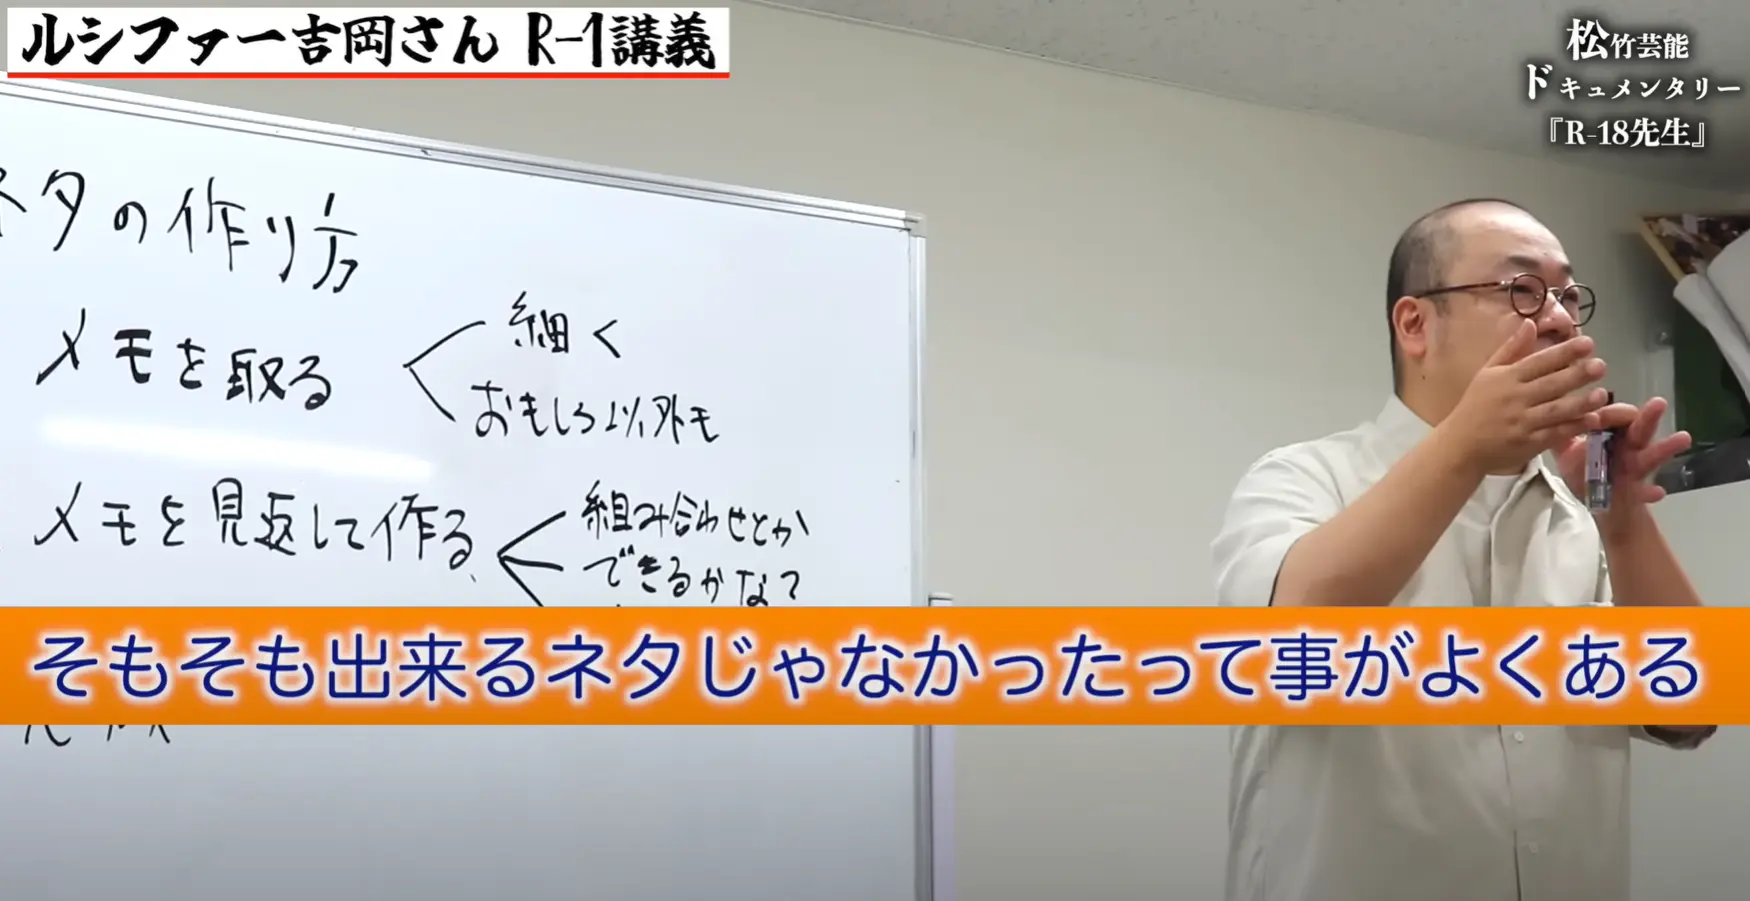 ルシファー吉岡さん R-1講義
松竹芸能
ドキュメンタリー
『R-18先生』
ネタの作り方
メモを取る
細く
おもしろ以外モ
メモを見返して作る
組み合わせとか
できるかなて
そもそも出来るネタじゃなかったって事がよくある